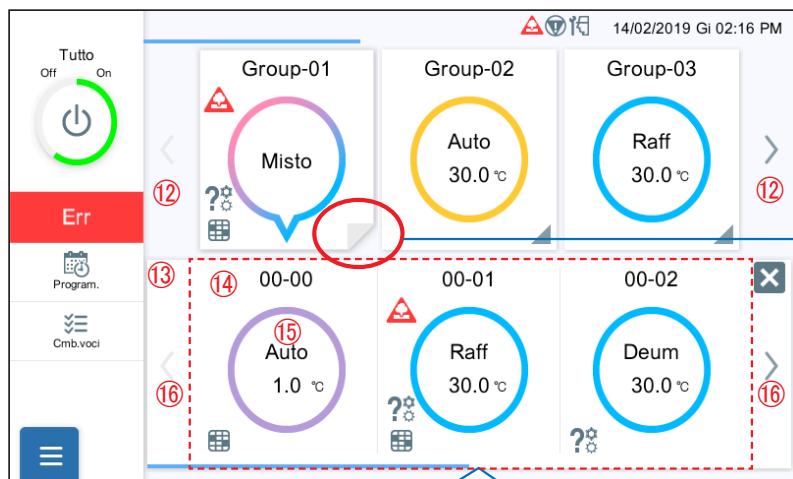 14/02/2019 Gi 02:16 PM
Tutto
Off On
Err
Program.
Cmb.voci
Group-01
Misto
Group-02
Auto
30.0 °C
Group-03
Raff
30.0 °C
⑫
⑫
⑬
⑭
00-00
⑮
Auto
1.0 °C
00-01
Raff
30.0 °C
00-02
Deum
30.0 °C
⑯
⑯